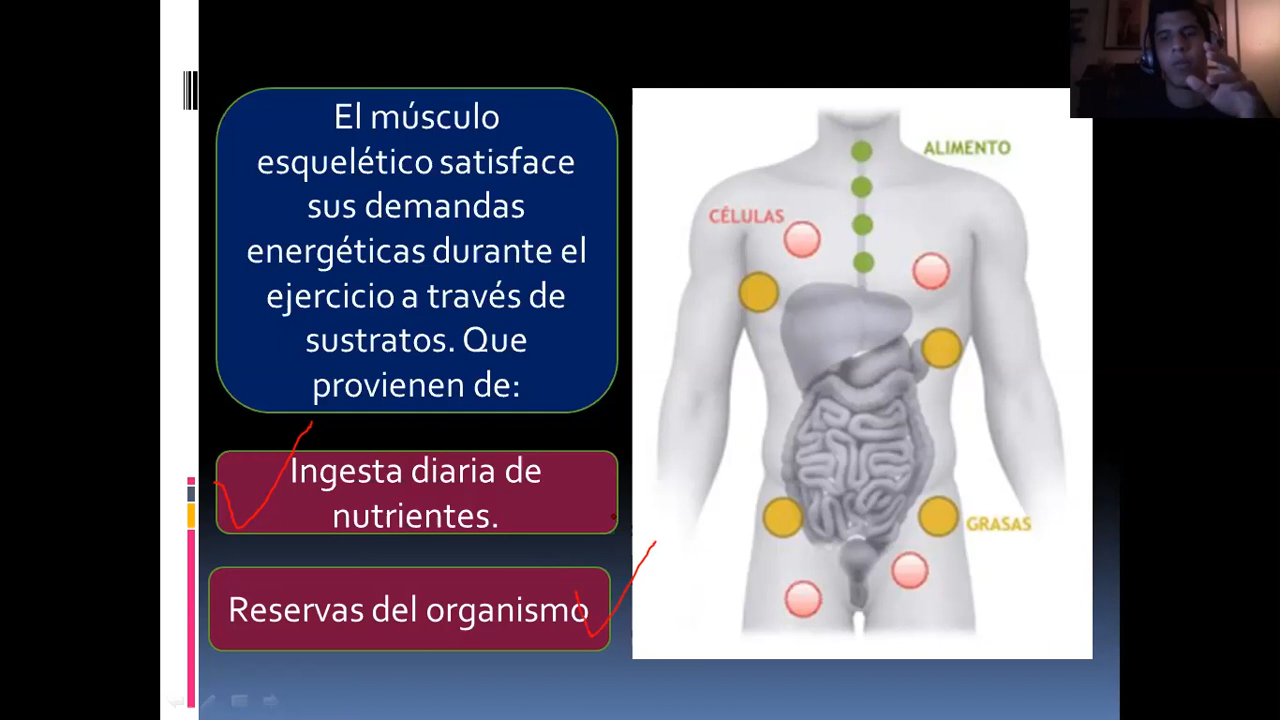 El músculo
esquelético satisface
sus demandas
energéticas durante el
ejercicio a través de
sustratos. Que
provienen de:
Ingesta diaria de
nutrientes.
Reservas del organismo
ALIMENTO
CÉLULAS
GRASAS